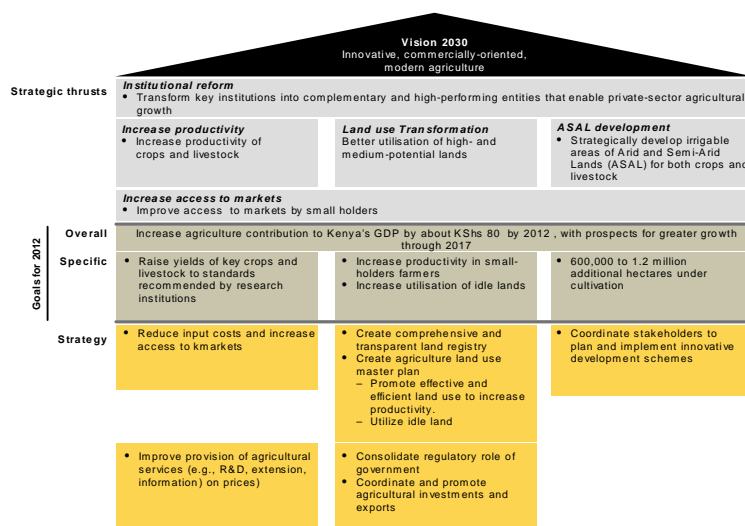 Vision 2030
Innovative, commercially-oriented,
modern agriculture
Strategic thrusts
Institutional reform
• Transform key institutions into complementary and high-performing entities that enable private-sector agricultural
growth
Increase productivity
• Increase productivity of
crops and livestock
Land use Transformation
Better utilisation of high- and
medium-potential lands
ASAL development
• Strategically develop irrigable
areas of Arid and Semi-Arid
Lands (ASAL) for both crops and
livestock
Increase access to markets
• Improve access to markets by small holders
Goals for 2012
Overall
Increase agriculture contribution to Kenya's GDP by about KShs 80 by 2012 , with prospects for greater growth
through 2017
Specific
• Raise yields of key crops and
livestock to standards
recommended by research
institutions
• Increase productivity in small-
holders farmers
• Increase utilisation of idle lands
• 600,000 to 1.2 million
additional hectares under
cultivation
Strategy
• Reduce input costs and increase
access to kmarkets
• Create comprehensive and
transparent land registry
• Create agriculture land use
master plan
– Promote effective and
efficient land use to increase
productivity.
– Utilize idle land
• Coordinate stakeholders to
plan and implement innovative
development schemes
• Improve provision of agricultural
services (e.g., R&D, extension,
information) on prices)
• Consolidate regulatory role of
government
• Coordinate and promote
agricultural investments and
exports